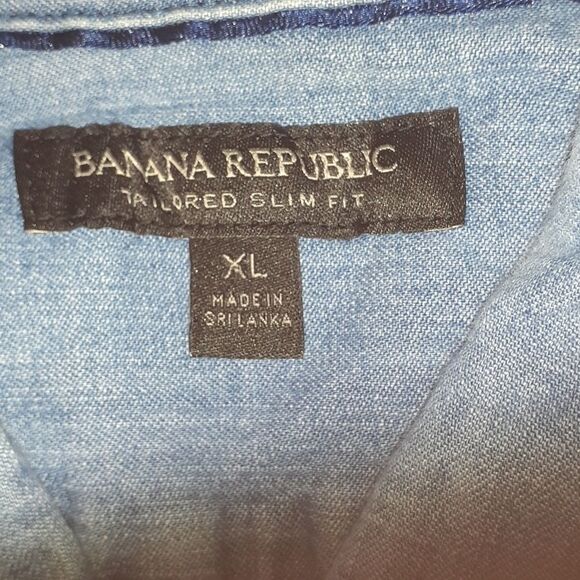 BANANA REPUBLIC
TAILORED SLIM FIT
XL
MADE IN
SRI LANKA